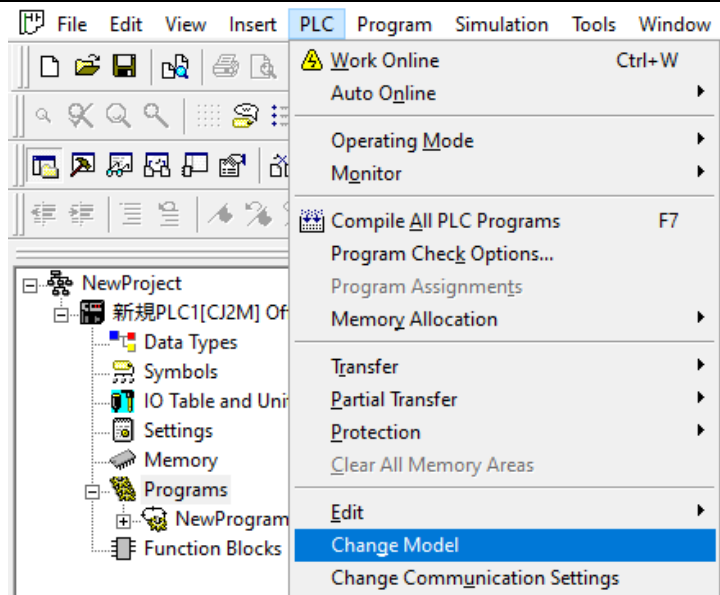 File Edit View Insert PLC Program Simulation Tools Window
Work Online Ctrl+W
Auto Online
Operating Mode
Monitor
Compile All PLC Programs F7
Program Check Options...
Program Assignments
Memory Allocation
Transfer
Partial Transfer
Protection
Clear All Memory Areas
Edit
Change Model
Change Communication Settings
NewProject
新規PLC1[CJ2M] Of
Data Types
Symbols
IO Table and Uni
Settings
Memory
Programs
NewProgram
Function Blocks